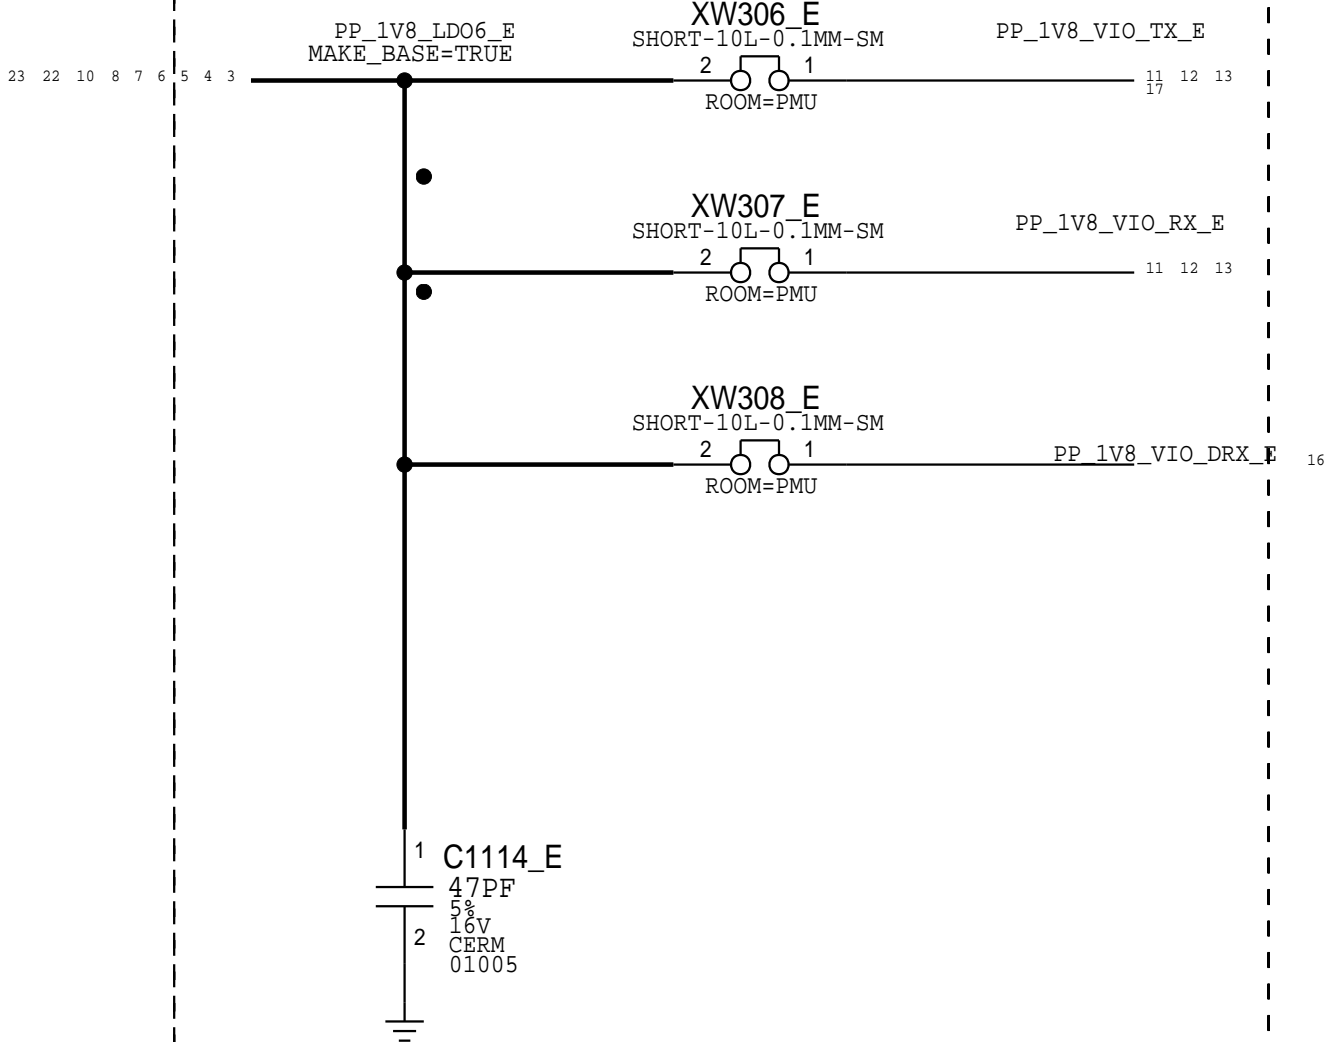 XW306_E
PP_1V8_LDO6_E
SHORT-10L-0.1MM-SM
PP_1V8_VIO_TX_E
MAKE_BASE=TRUE
2 1
23 22 10 8 7 6 5 4 3
11 12 13
17
ROOM=PMU
XW307_E
SHORT-10L-0.1MM-SM
PP_1V8_VIO_RX_E
2 1
11 12 13
ROOM=PMU
XW308_E
SHORT-10L-0.1MM-SM
2 1
PP_1V8_VIO_DRX_E 16
ROOM=PMU
1 C1114_E
47PF
5%
16V
2
CERM
01005